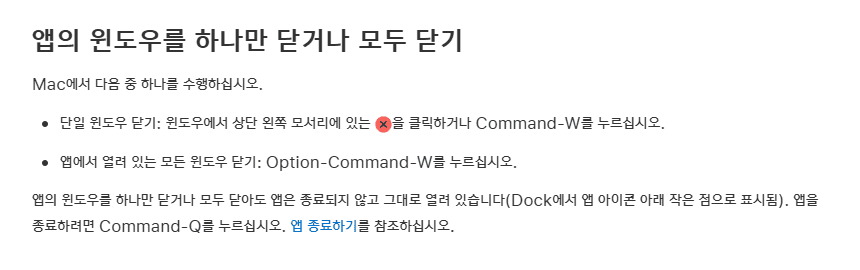 앱의 윈도우를 하나만 닫거나 모두 닫기
Mac에서 다음 중 하나를 수행하십시오.
• 단일 윈도우 닫기: 윈도우에서 상단 왼쪽 모서리에 있는 을 클릭하거나 Command-W를 누르십시오.
• 앱에서 열려 있는 모든 윈도우 닫기: Option-Command-W를 누르십시오.
앱의 윈도우를 하나만 닫거나 모두 닫아도 앱은 종료되지 않고 그대로 열려 있습니다(Dock에서 앱 아이콘 아래 작은 점으로 표시됨). 앱을
종료하려면 Command-Q를 누르십시오. 앱 종료하기를 참조하십시오.